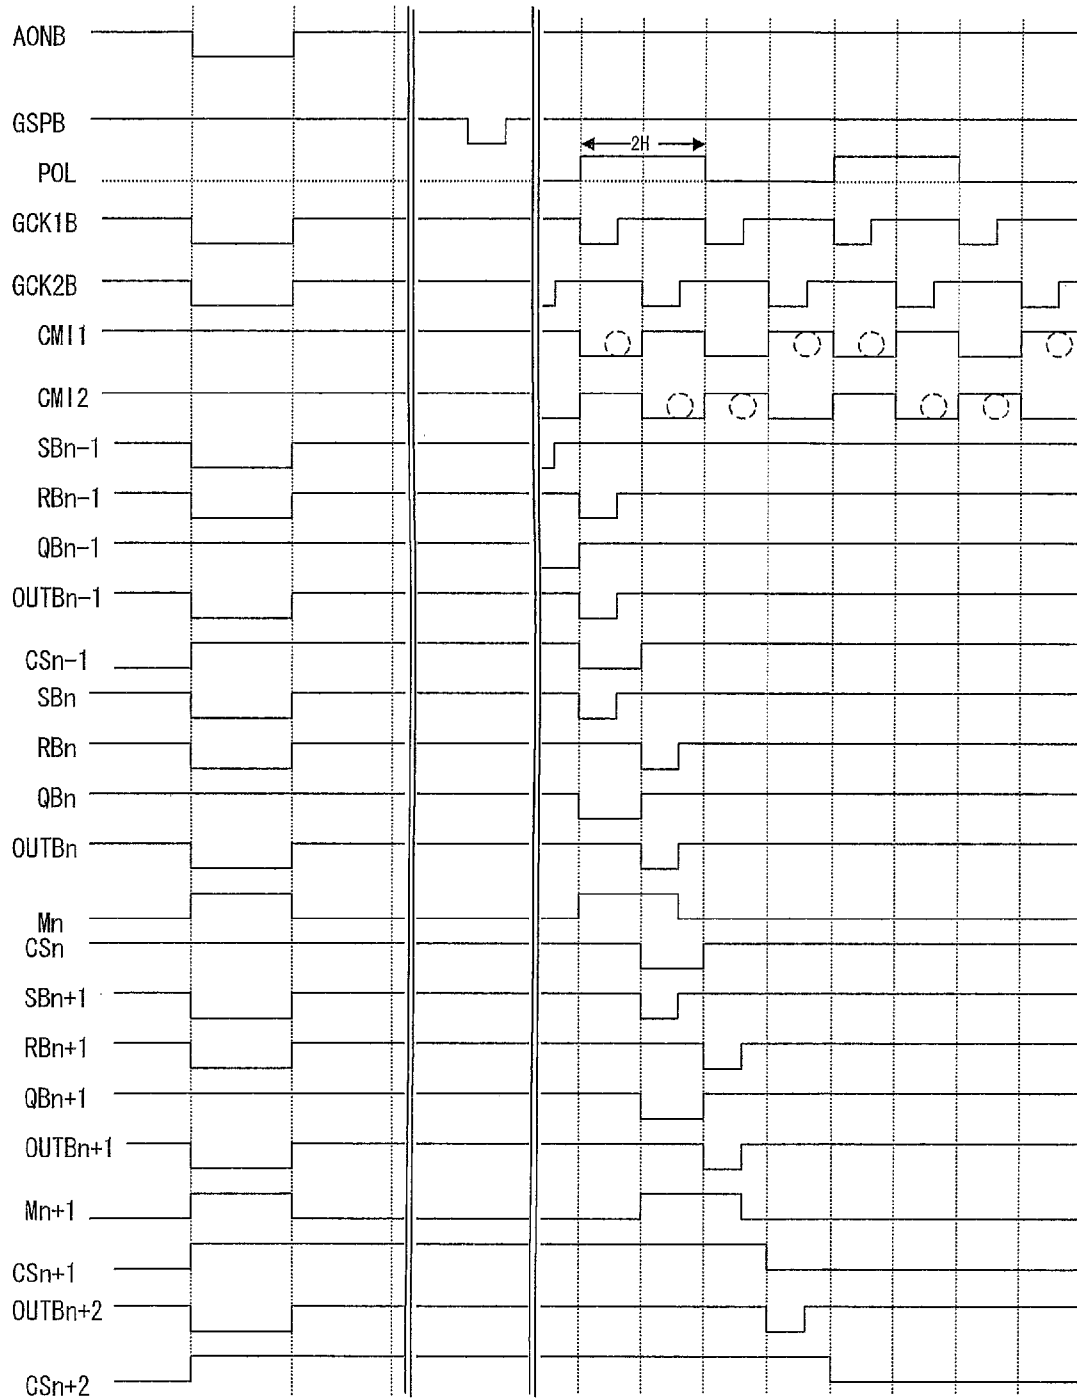 AONB
GSPB
2H
POL
GCK1B
GCK2B
CMI1
CMI2
SBn-1
RBn-1
QBn-1
OUTBn-1
CSn-1
SBn
RBn
QBn
OUTBn
Mn
CSn
SBn+1
RBn+1
QBn+1
OUTBn+1
Mn+1
CSn+1
OUTBn+2
CSn+2